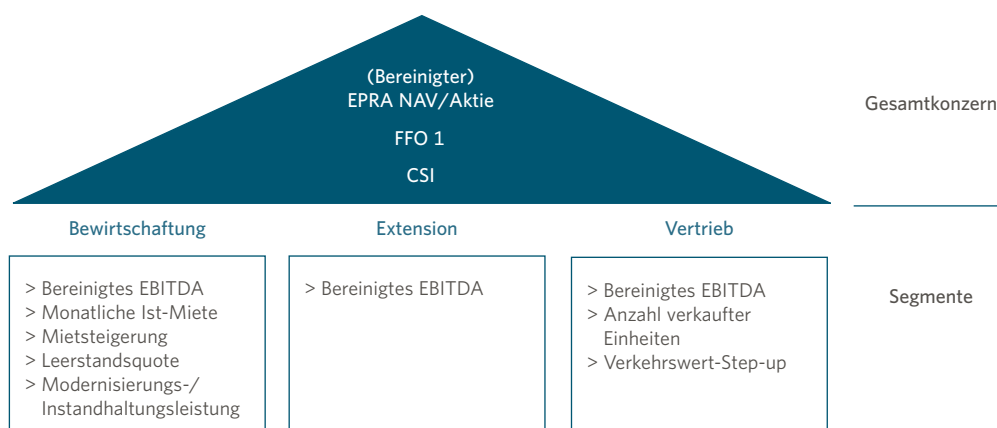 (Bereinigter)
EPRA NAV/Aktie
FFO 1
CSI
Gesamtkonzern
Bewirtschaftung
> Bereinigtes EBITDA
> Monatliche Ist-Miete
> Mietsteigerung
> Leerstandsquote
> Modernisierungs-/
Instandhaltungsleistung
Extension
> Bereinigtes EBITDA
Vertrieb
> Bereinigtes EBITDA
> Anzahl verkaufter
Einheiten
> Verkehrswert-Step-up
Segmente